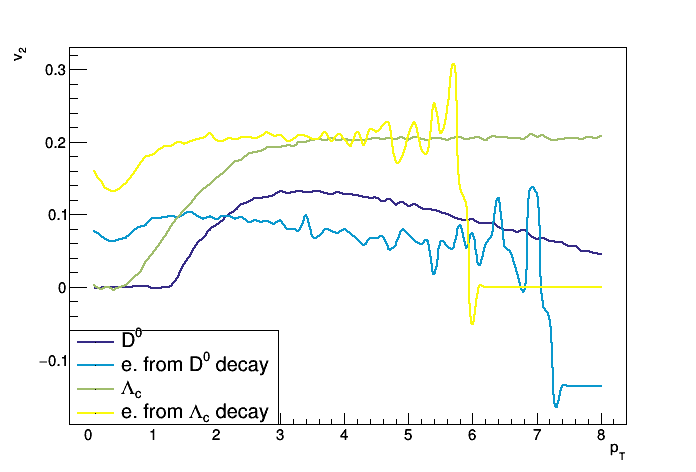 v₂
0.3
0.2
0.1
0
−0.1
D⁰
e. from D⁰ decay
Λc
e. from Λc decay
0 1 2 3 4 5 6 7 8
p_T